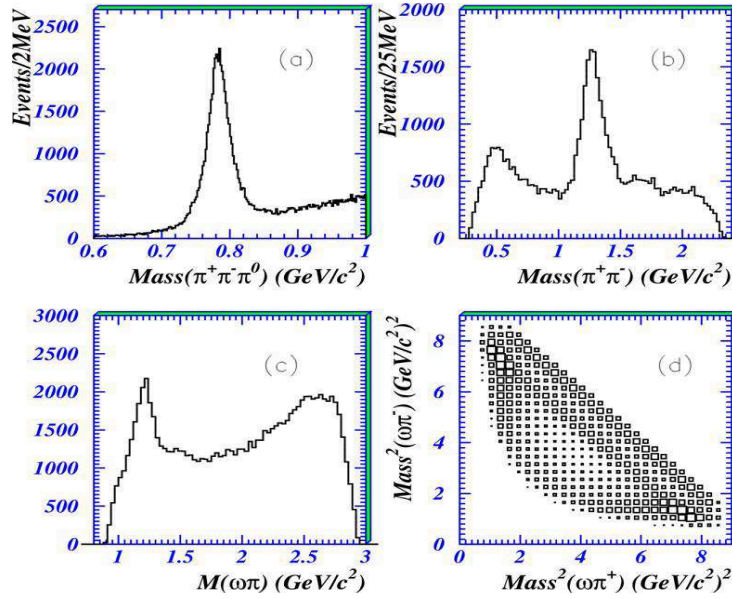 Events/2MeV
2500
2000
1500
1000
500
0
(a)
0.6 0.7 0.8 0.9 1
Mass(π⁺π⁻π⁰) (GeV/c²)
Events/25MeV
2000
1500
1000
500
0
(b)
0.5 1 1.5 2
Mass(π⁺π⁻) (GeV/c²)
3000
2500
2000
1500
1000
500
0
(c)
1 1.5 2 2.5 3
M(ωπ) (GeV/c²)
Mass²(ωπ⁻) (GeV/c²)²
8
6
4
2
0
(d)
0 2 4 6 8
Mass²(ωπ⁺) (GeV/c²)²